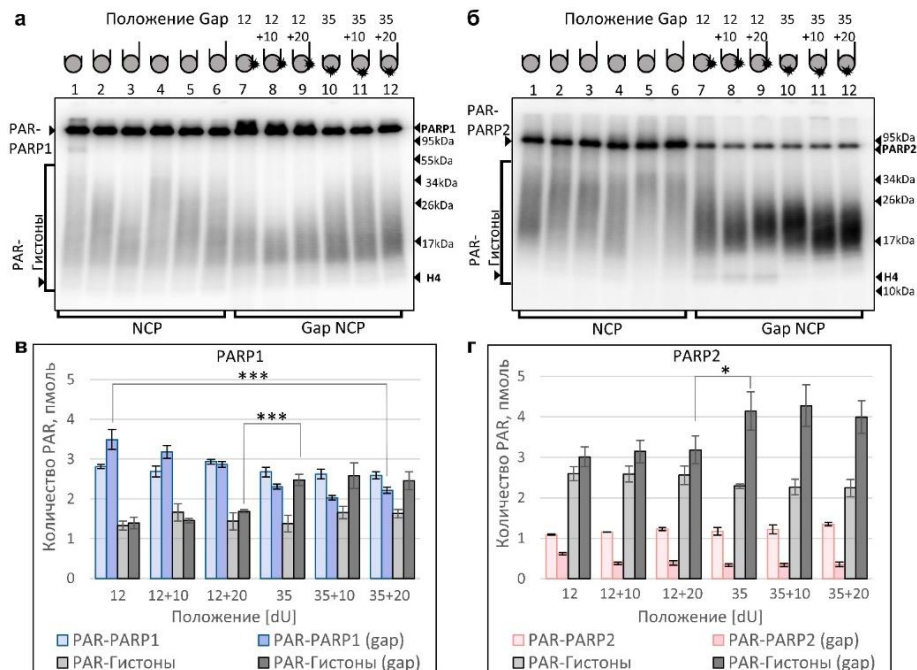 а Положение Gap 12 12 12 35 35 35
+10 +20 +10 +20
1 2 3 4 5 6 7 8 9 10 11 12
PAR-
PARP1
PARP1
95kDa
55kDa
34kDa
26kDa
17kDa
H4
PAR-
Гистоны
NCP Gap NCP
б Положение Gap 12 12 12 35 35 35
+10 +20 +10 +20
1 2 3 4 5 6 7 8 9 10 11 12
PAR-
PARP2
95kDa
PARP2
34kDa
26kDa
17kDa
H4
10kDa
PAR-
Гистоны
NCP Gap NCP
в PARP1
Количество PAR, пмоль
5
4
3
2
1
0
***
***
12 12+10 12+20 35 35+10 35+20
Положение [dU]
PAR-PARP1 PAR-PARP1 (gap)
PAR-Гистоны PAR-Гистоны (gap)
г PARP2
Количество PAR, пмоль
5
4
3
2
1
0
*
12 12+10 12+20 35 35+10 35+20
Положение [dU]
PAR-PARP2 PAR-PARP2 (gap)
PAR-Гистоны PAR-Гистоны (gap)